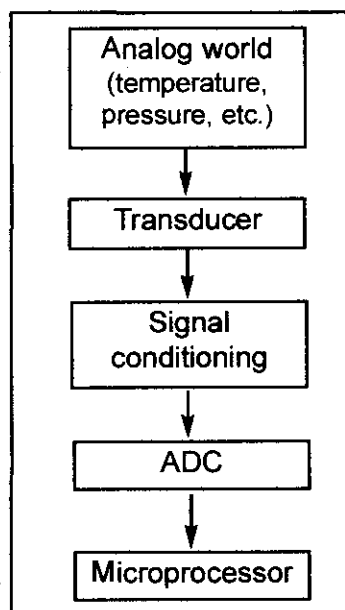 Analog world
(temperature,
pressure, etc.)
Transducer
Signal
conditioning
ADC
Microprocessor